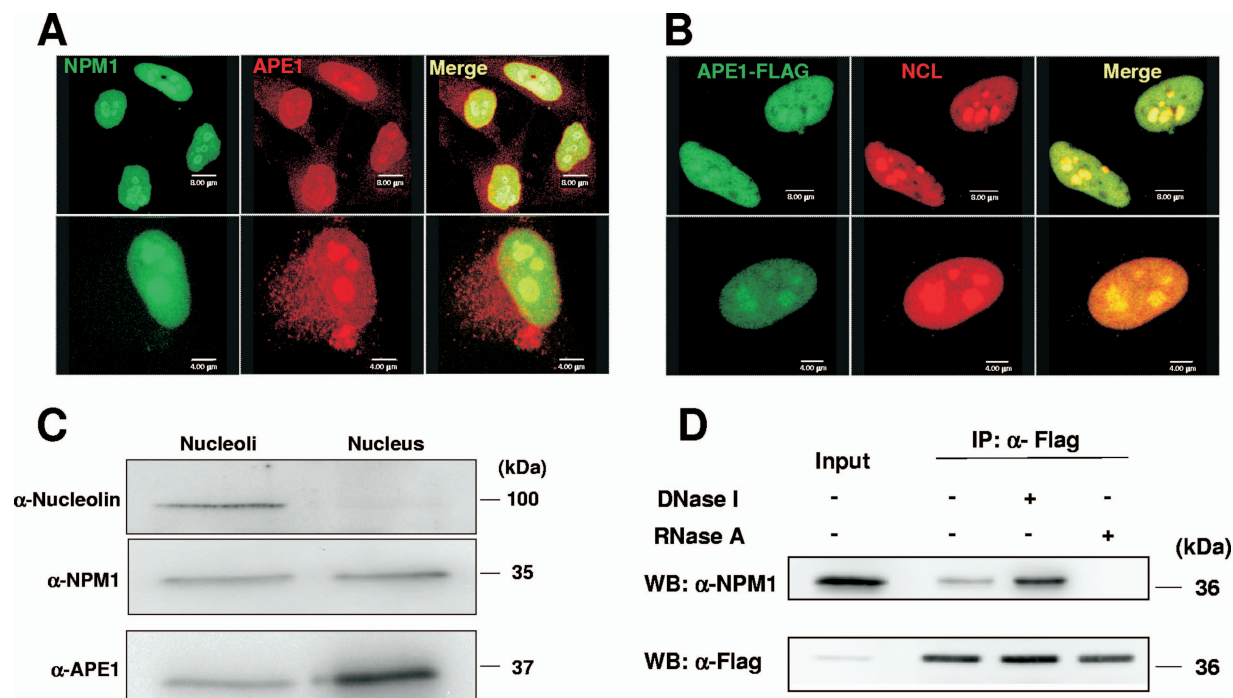 A
NPM1 APE1 Merge
8.00 µm 8.00 µm 8.00 µm
4.00 µm 4.00 µm 4.00 µm
B
APE1-FLAG NCL Merge
8.00 µm 8.00 µm 8.00 µm
4.00 µm 4.00 µm 4.00 µm
C
Nucleoli Nucleus
(kDa)
α-Nucleolin 100
α-NPM1 35
α-APE1 37
D
IP: α- Flag
Input
DNase I - - + -
RNase A - - - +
(kDa)
WB: α-NPM1 36
WB: α-Flag 36